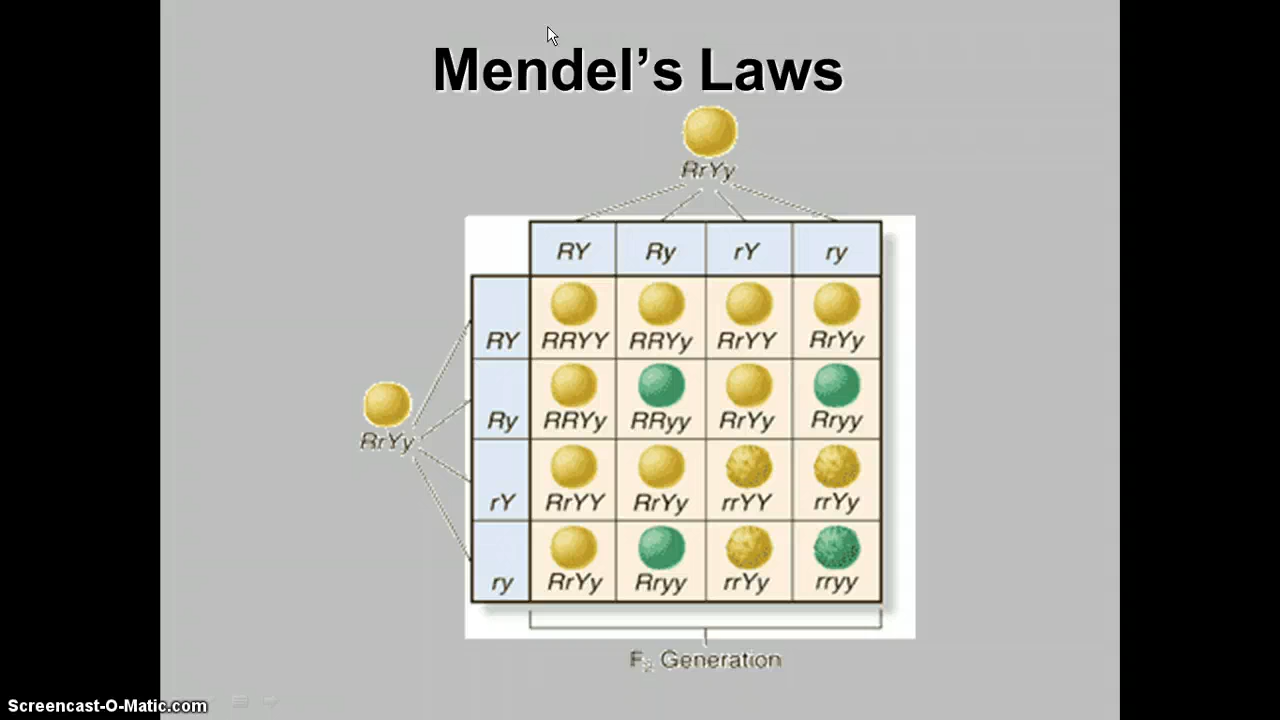 Mendel's Laws
RrYy
RY Ry rY ry
RY RRYY RRYy RrYY RrYy
RrYy
Ry RRYy RRyy RrYy Rryy
rY RrYY RrYy rrYY rrYy
ry RrYy Rryy rrYy rryy
F₂ Generation
Screencast-O-Matic.com